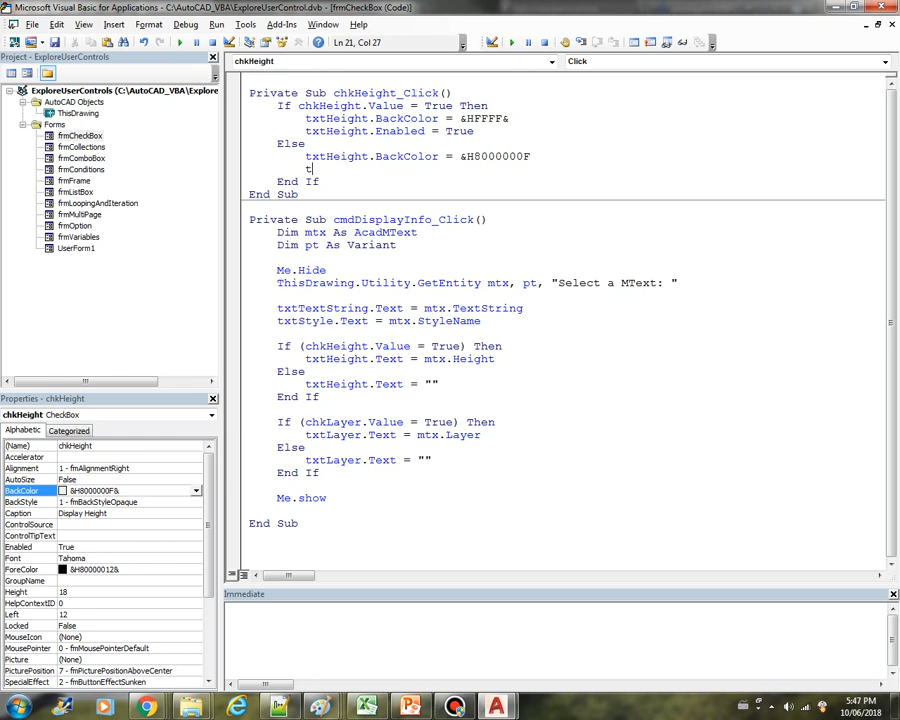 Microsoft Visual Basic for Applications - C:\AutoCAD_VBA\ExploreUserControl.dvb - [frmCheckBox (Code)]
File Edit View Insert Format Debug Run Tools Add-Ins Window Help
Ln 21, Col 27
Project - ExploreUserControls
ExploreUserControls (C:\AutoCAD_VBA\Explore
AutoCAD Objects
ThisDrawing
Forms
frmCheckBox
frmCollections
frmComboBox
frmConditions
frmFrame
frmListBox
frmLoopingAndIteration
frmMultiPage
frmOption
frmVariables
UserForm1
Properties - chkHeight
chkHeight CheckBox
Alphabetic Categorized
(Name) chkHeight
Accelerator
Alignment 1 - fmAlignmentRight
AutoSize False
BackColor &H8000000F&
BackStyle 1 - fmBackStyleOpaque
Caption Display Height
ControlSource
ControlTipText
Enabled True
Font Tahoma
ForeColor &H80000012&
GroupName
Height 18
HelpContextID 0
Left 12
Locked False
MouseIcon (None)
MousePointer 0 - fmMousePointerDefault
Picture (None)
PicturePosition 7 - fmPicturePositionAboveCenter
SpecialEffect 2 - fmButtonEffectSunken
chkHeight Click
Private Sub chkHeight_Click()
If chkHeight.Value = True Then
txtHeight.BackColor = &HFFFF&
txtHeight.Enabled = True
Else
txtHeight.BackColor = &H8000000F
t
End If
End Sub
Private Sub cmdDisplayInfo_Click()
Dim mtx As AcadMText
Dim pt As Variant
Me.Hide
ThisDrawing.Utility.GetEntity mtx, pt, "Select a MText: "
txtTextString.Text = mtx.TextString
txtStyle.Text = mtx.StyleName
If (chkHeight.Value = True) Then
txtHeight.Text = mtx.Height
Else
txtHeight.Text = ""
End If
If (chkLayer.Value = True) Then
txtLayer.Text = mtx.Layer
Else
txtLayer.Text = ""
End If
Me.show
End Sub
Immediate
5:47 PM
10/06/2018